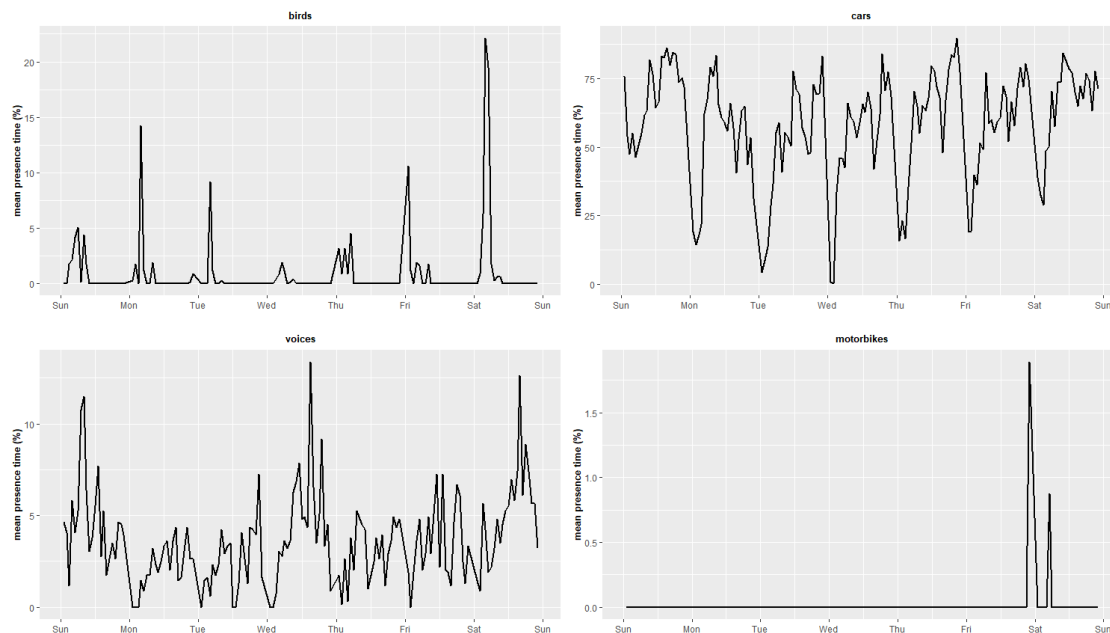 birds
mean presence time (%)
20
15
10
5
0
Sun Mon Tue Wed Thu Fri Sat Sun
cars
mean presence time (%)
75
50
25
0
Sun Mon Tue Wed Thu Fri Sat Sun
voices
mean presence time (%)
10
5
0
Sun Mon Tue Wed Thu Fri Sat Sun
motorbikes
mean presence time (%)
1.5
1.0
0.5
0.0
Sun Mon Tue Wed Thu Fri Sat Sun